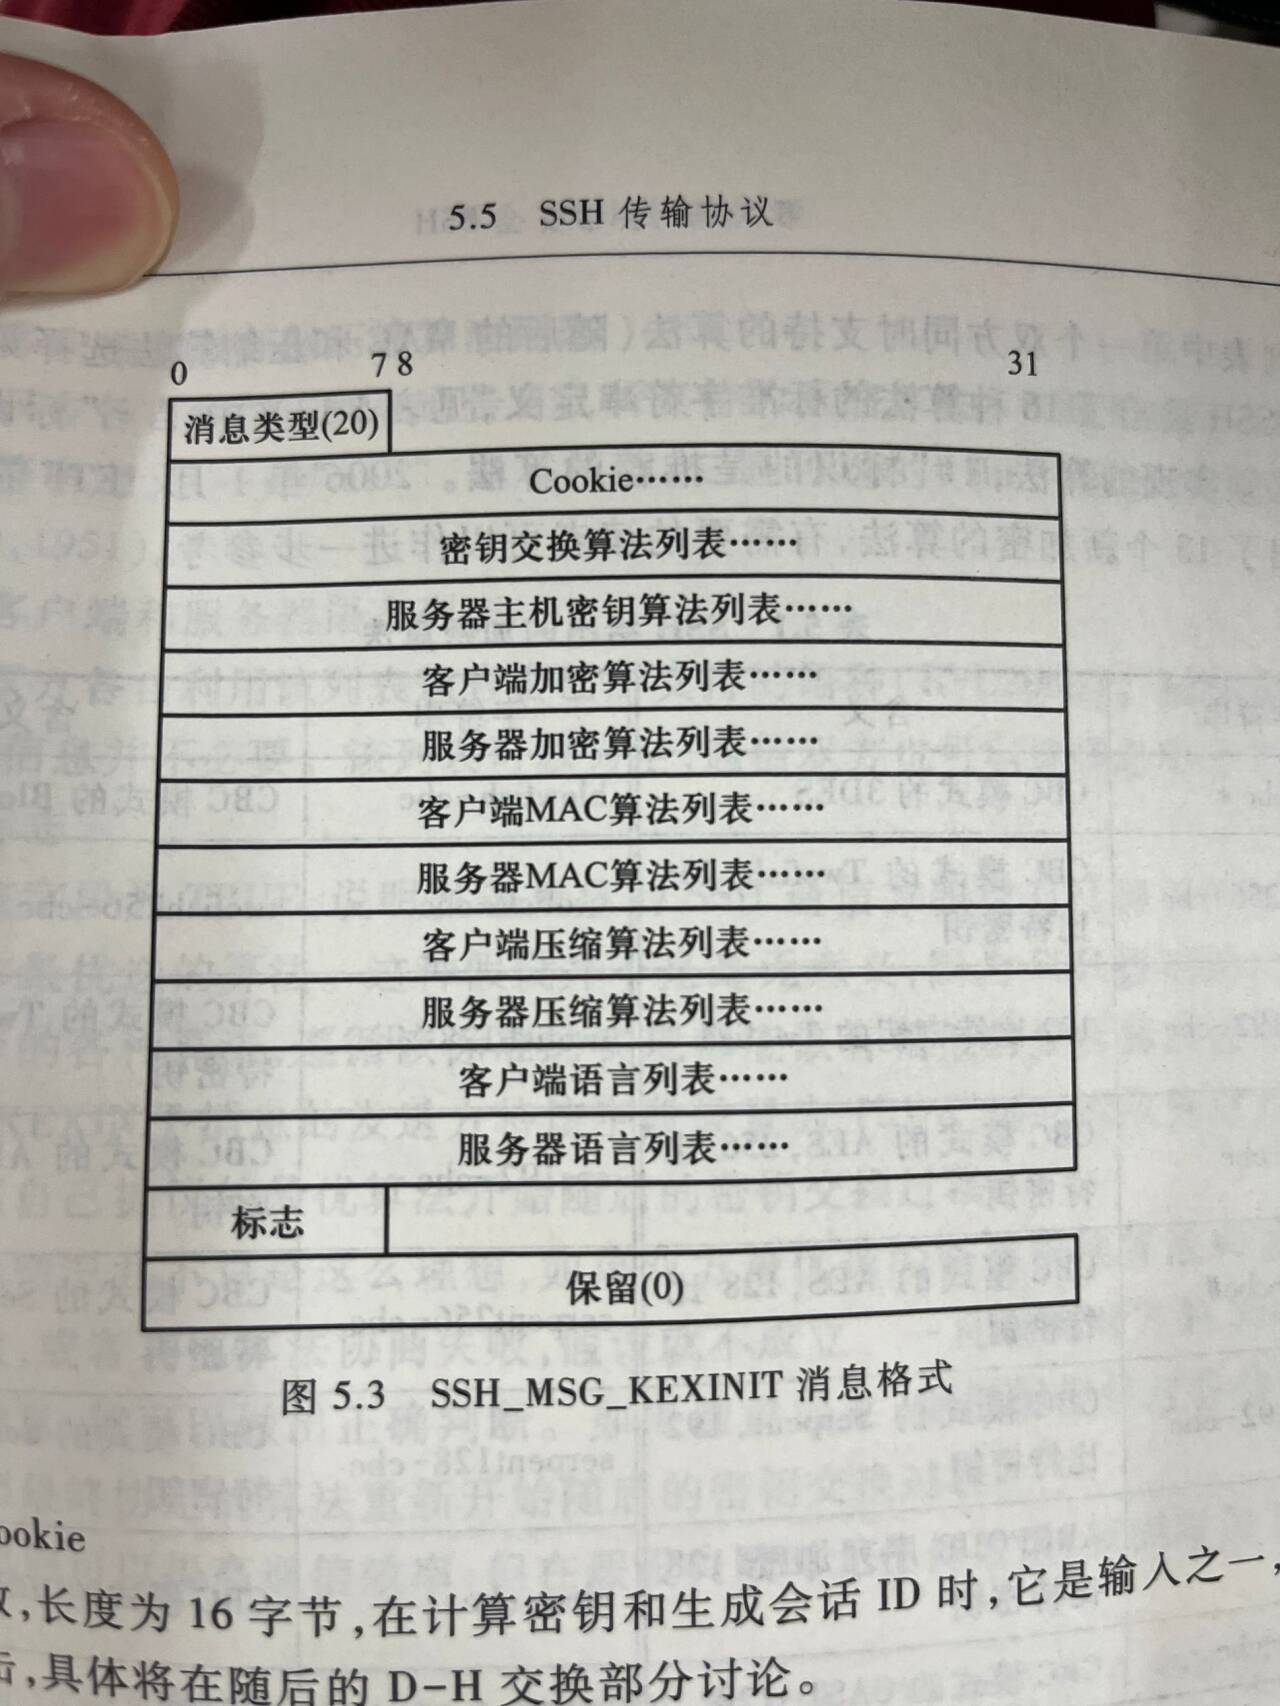 5.5 SSH 传输协议
0 7 8 31
消息类型(20)
Cookie……
密钥交换算法列表……
服务器主机密钥算法列表……
客户端加密算法列表……
服务器加密算法列表……
客户端MAC算法列表……
服务器MAC算法列表……
客户端压缩算法列表……
服务器压缩算法列表……
客户端语言列表……
服务器语言列表……
标志
保留(0)
图 5.3 SSH_MSG_KEXINIT 消息格式
ookie
,长度为 16 字节,在计算密钥和生成会话 ID 时,它是输入之一,
,具体将在随后的 D-H 交换部分讨论。